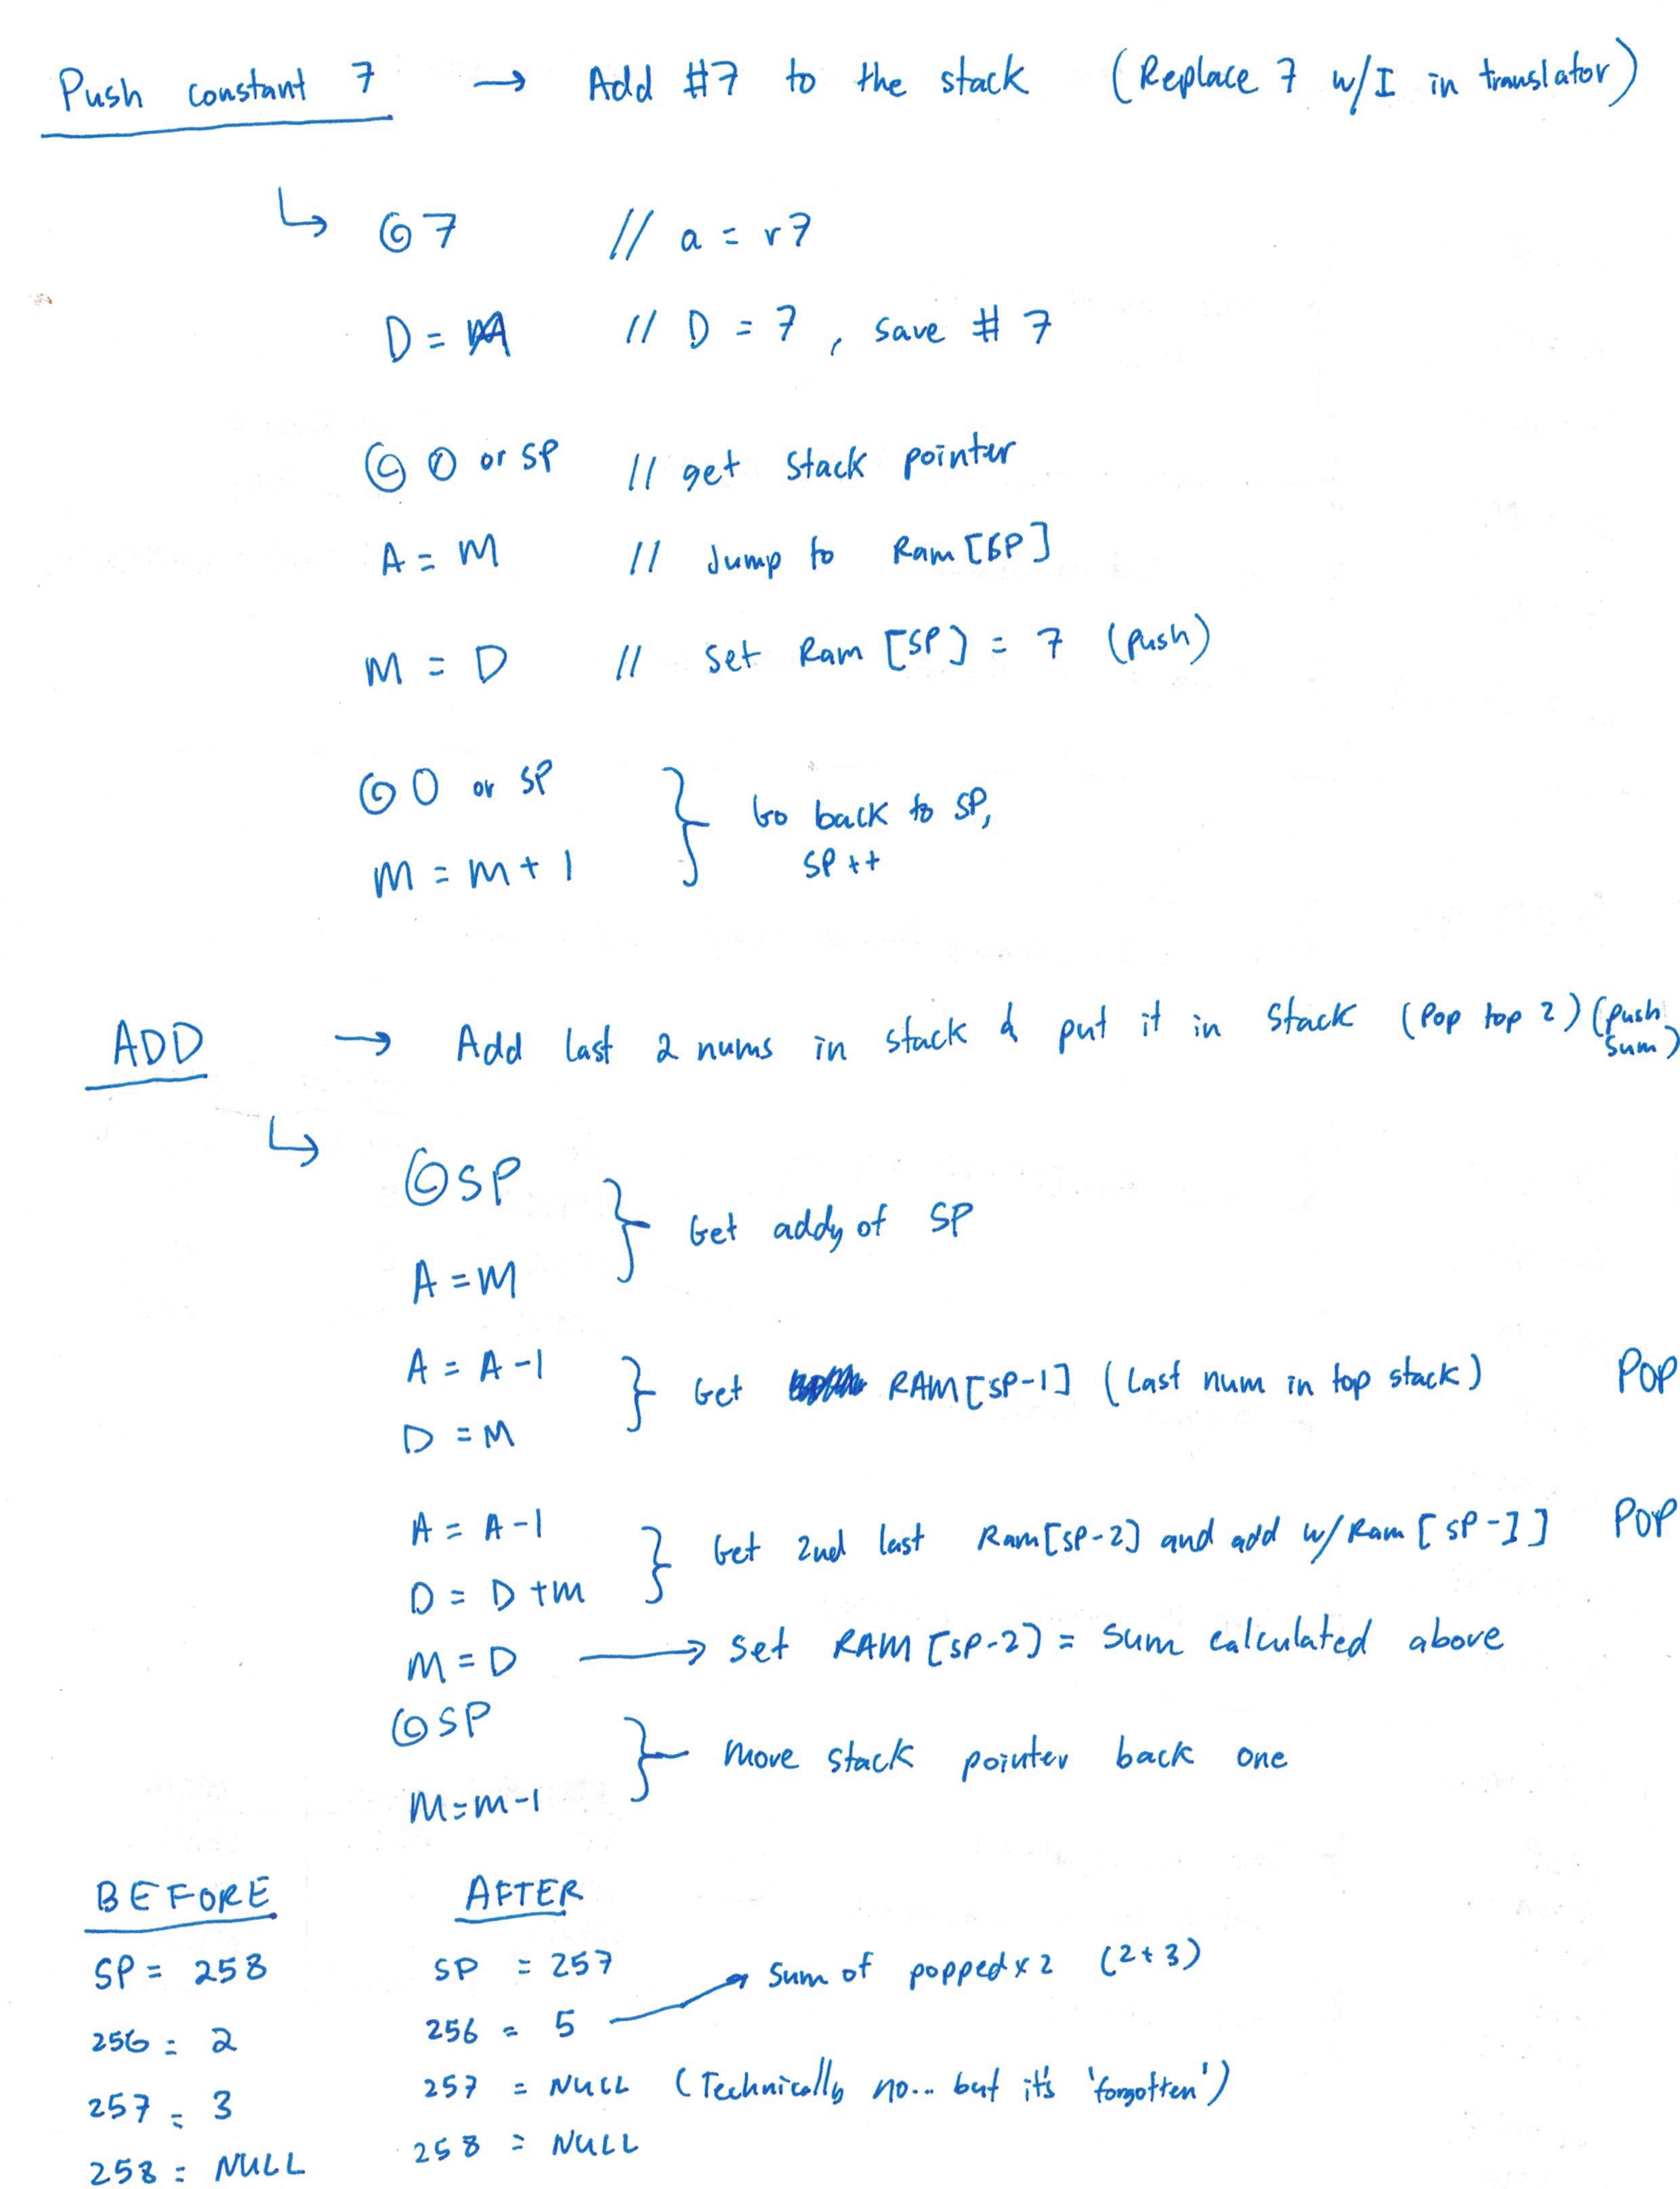 Push constant 7 → Add #7 to the stack (Replace 7 w/I in translator)
↳ @7 // a = r7
D = A // D = 7, save # 7
@ 0 or SP // get stack pointer
A = M // Jump to Ram [SP]
M = D // Set Ram [SP] = 7 (push)
@ 0 or SP } Go back to SP,
M = M + 1 SP ++
ADD → Add last 2 nums in stack & put it in stack (Pop top 2) (push sum)
↳ @SP } Get addy of SP
A = M
A = A - 1 } Get RAM [SP-1] (Last num in top stack) POP
D = M
A = A - 1 } Get 2nd last Ram [SP-2] and add w/ Ram [SP-1] POP
D = D + M
M = D → Set RAM [SP-2] = sum calculated above
@SP } Move stack pointer back one
M = M - 1
BEFORE AFTER
SP = 258 SP = 257
256 = 2 256 = 5 → Sum of popped x 2 (2+3)
257 = 3 257 = NULL (Technically no... but it's 'forgotten')
258 = NULL 258 = NULL